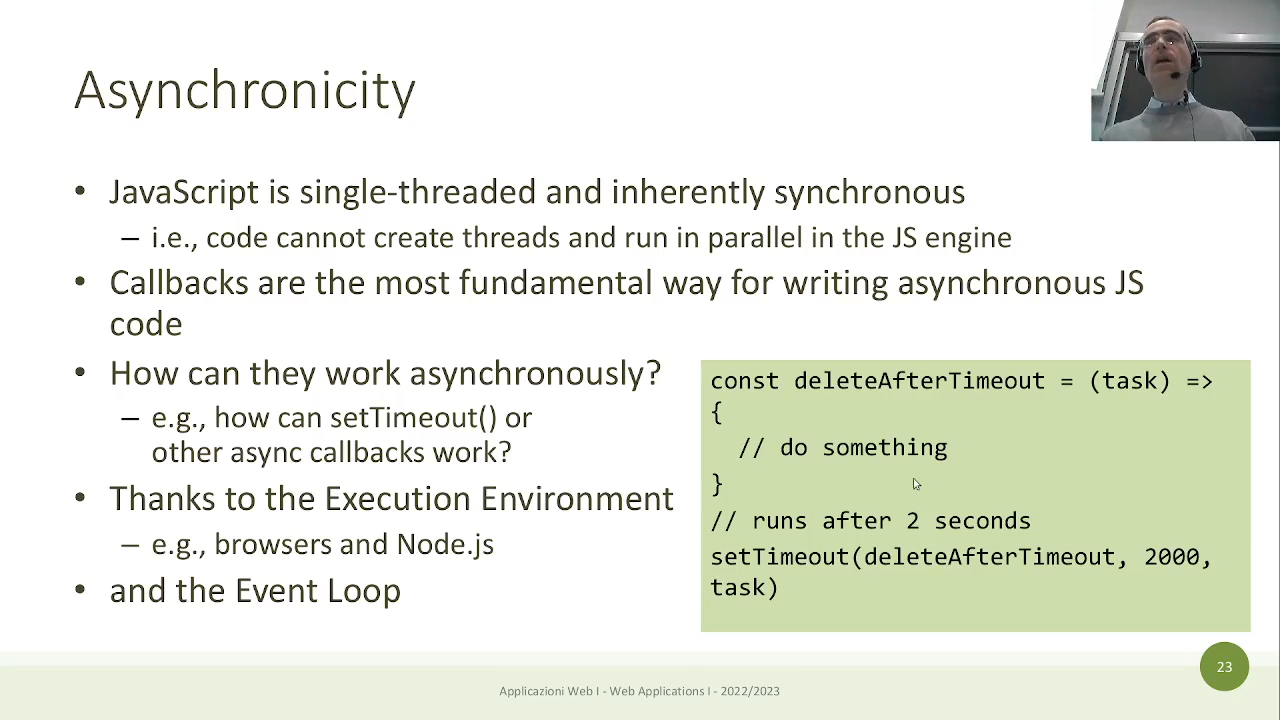 Asynchronicity
• JavaScript is single-threaded and inherently synchronous
– i.e., code cannot create threads and run in parallel in the JS engine
• Callbacks are the most fundamental way for writing asynchronous JS
code
• How can they work asynchronously?
– e.g., how can setTimeout() or
other async callbacks work?
• Thanks to the Execution Environment
– e.g., browsers and Node.js
• and the Event Loop
const deleteAfterTimeout = (task) =>
{
// do something
}
// runs after 2 seconds
setTimeout(deleteAfterTimeout, 2000,
task)
23
Applicazioni Web I - Web Applications I - 2022/2023